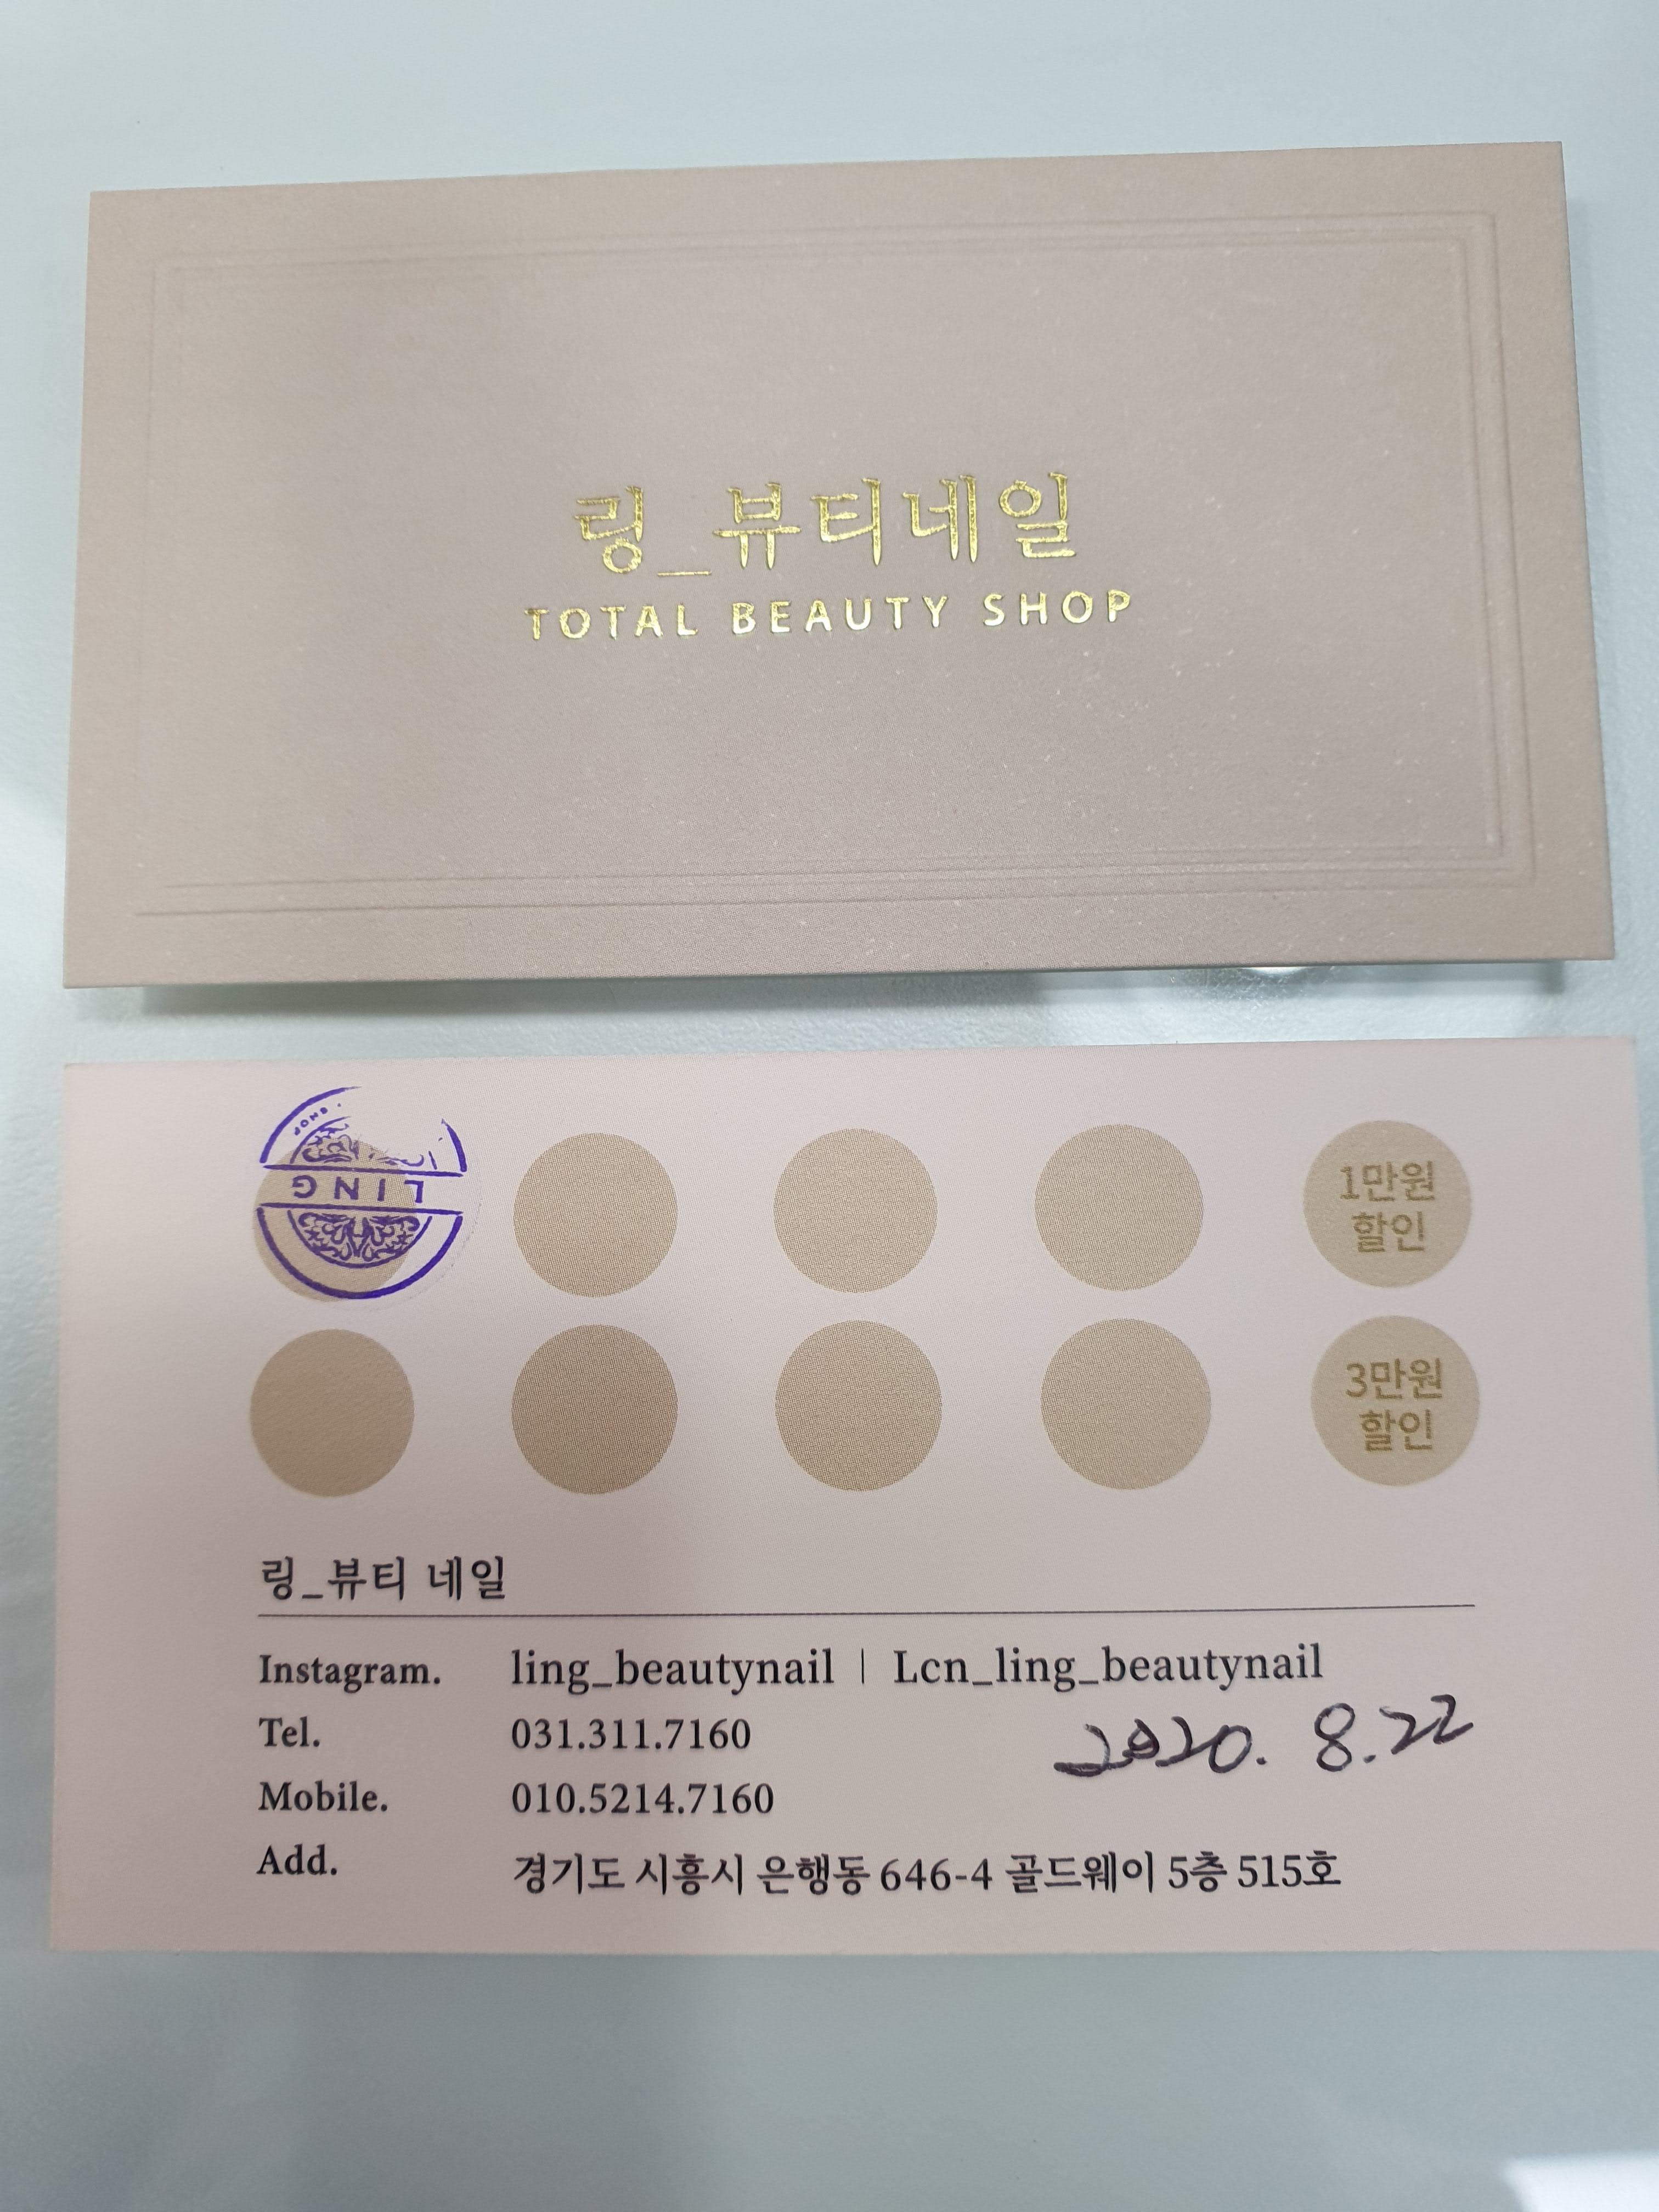 링_뷰티네일
TOTAL BEAUTY SHOP
SHOP
LING
1만원
할인
3만원
할인
링_뷰티 네일
Instagram. ling_beautynail | Lcn_ling_beautynail
Tel. 031.311.7160
2020. 8.22
Mobile. 010.5214.7160
Add. 경기도 시흥시 은행동 646-4 골드웨이 5층 515호